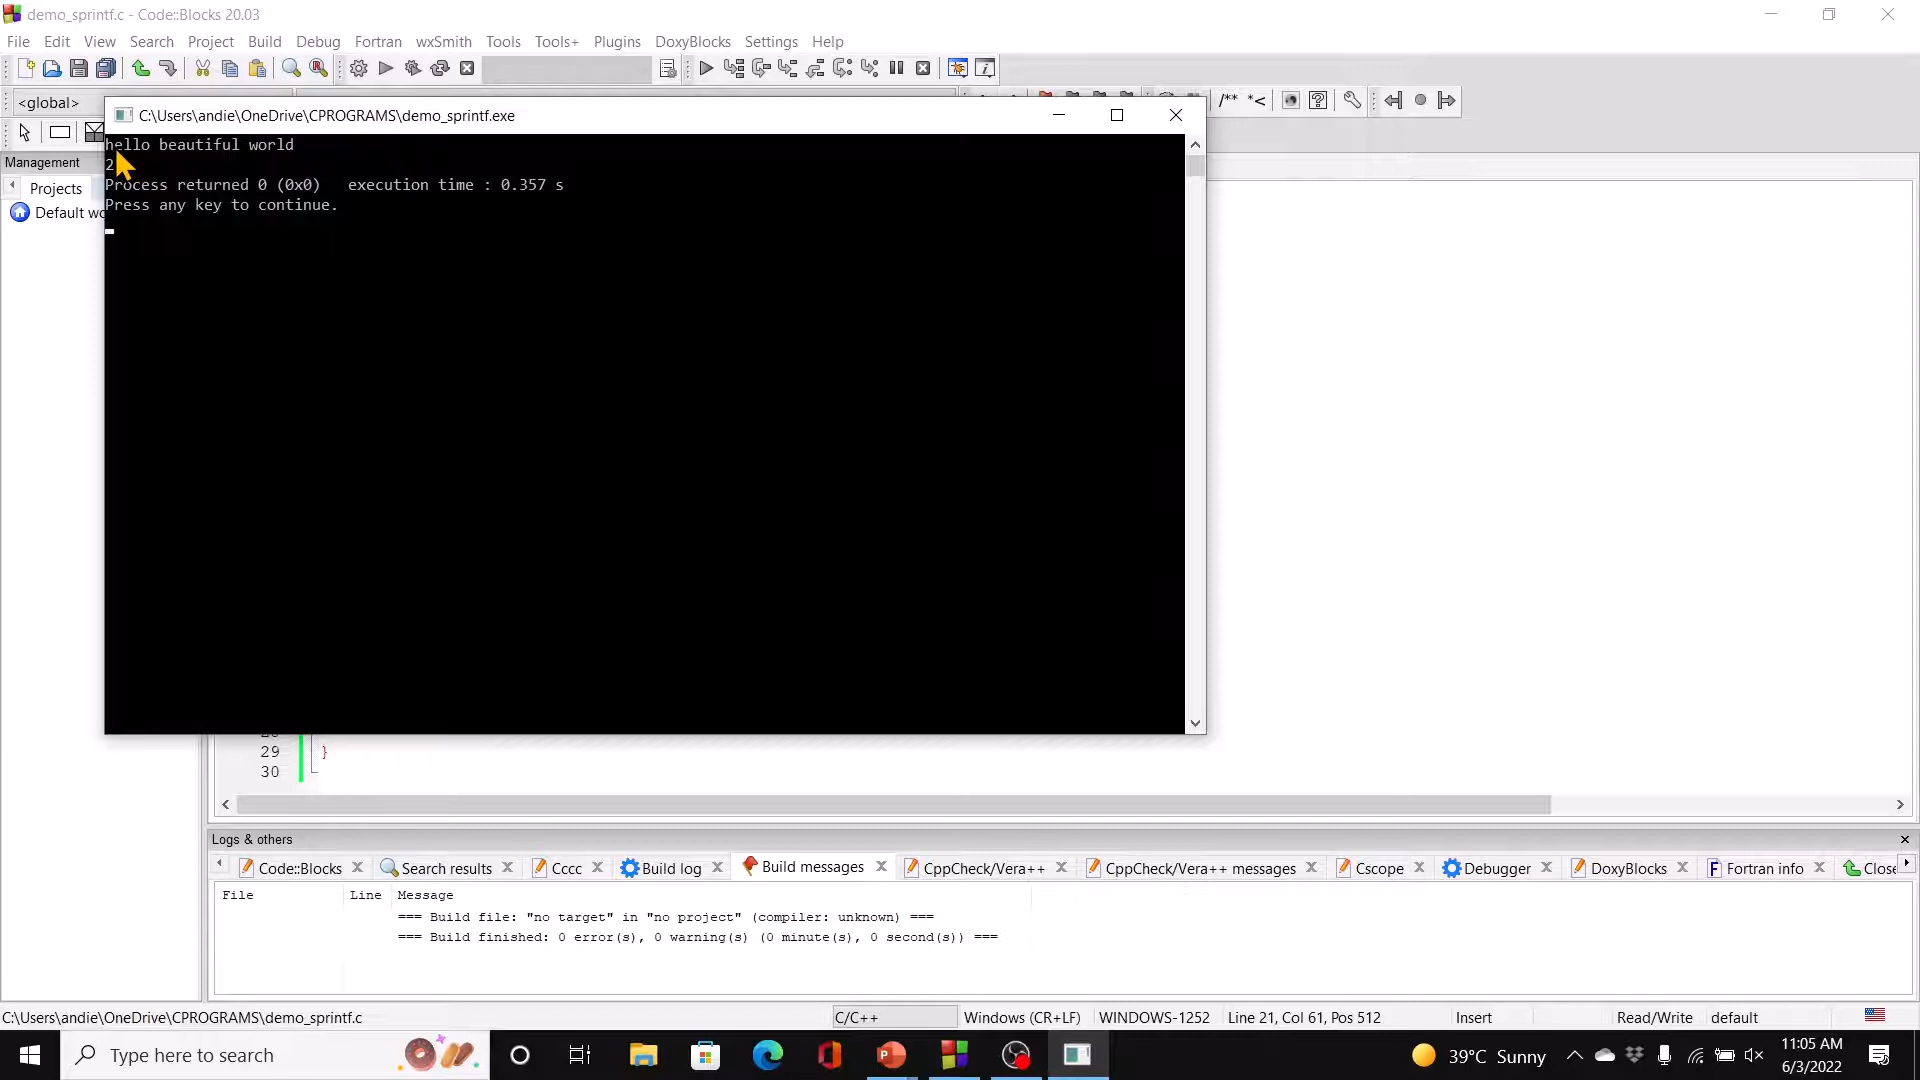 demo_sprintf.c - Code::Blocks 20.03
File Edit View Search Project Build Debug Fortran wxSmith Tools Tools+ Plugins DoxyBlocks Settings Help
<global>
/** *<
C:\Users\andie\OneDrive\CPROGRAMS\demo_sprintf.exe
hello beautiful world
Process returned 0 (0x0)   execution time : 0.357 s
Press any key to continue.
Management
Projects
Default
29 }
30
Logs & others
Code::Blocks Search results Cccc Build log Build messages CppCheck/Vera++ CppCheck/Vera++ messages Cscope Debugger DoxyBlocks Fortran info
File Line Message
=== Build file: "no target" in "no project" (compiler: unknown) ===
=== Build finished: 0 error(s), 0 warning(s) (0 minute(s), 0 second(s)) ===
C:\Users\andie\OneDrive\CPROGRAMS\demo_sprintf.c C/C++ Windows (CR+LF) WINDOWS-1252 Line 21, Col 61, Pos 512 Insert Read/Write default
Type here to search
39°C Sunny
11:05 AM
6/3/2022